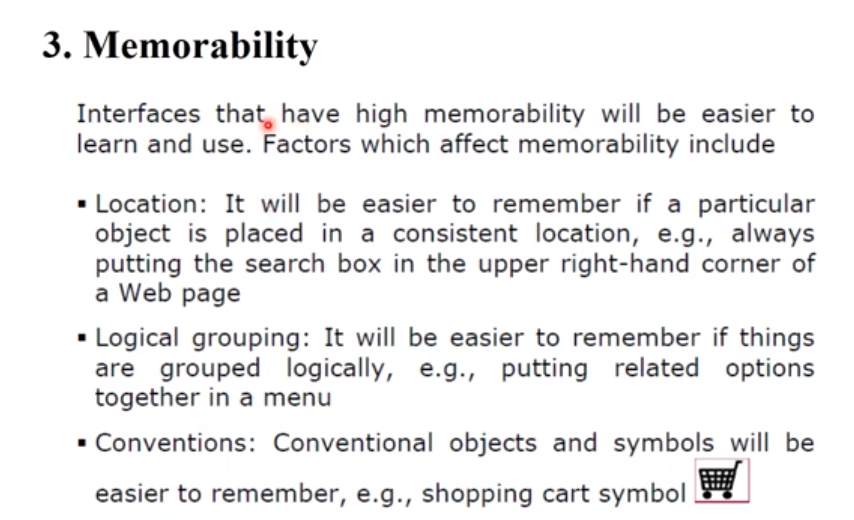 3. Memorability
Interfaces that have high memorability will be easier to
learn and use. Factors which affect memorability include
▪ Location: It will be easier to remember if a particular
object is placed in a consistent location, e.g., always
putting the search box in the upper right-hand corner of
a Web page
▪ Logical grouping: It will be easier to remember if things
are grouped logically, e.g., putting related options
together in a menu
▪ Conventions: Conventional objects and symbols will be
easier to remember, e.g., shopping cart symbol